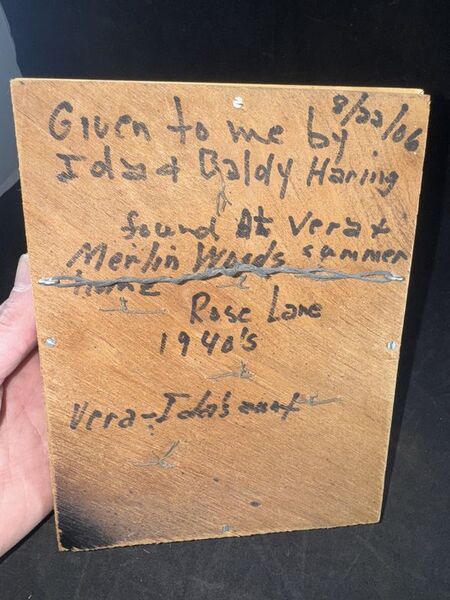 8/22/06
Given to me by
Ida + Baldy Haring
found At Vera +
Merlin Woods summer
home
Rose Lane
1940's
Vera - Ida's aunt